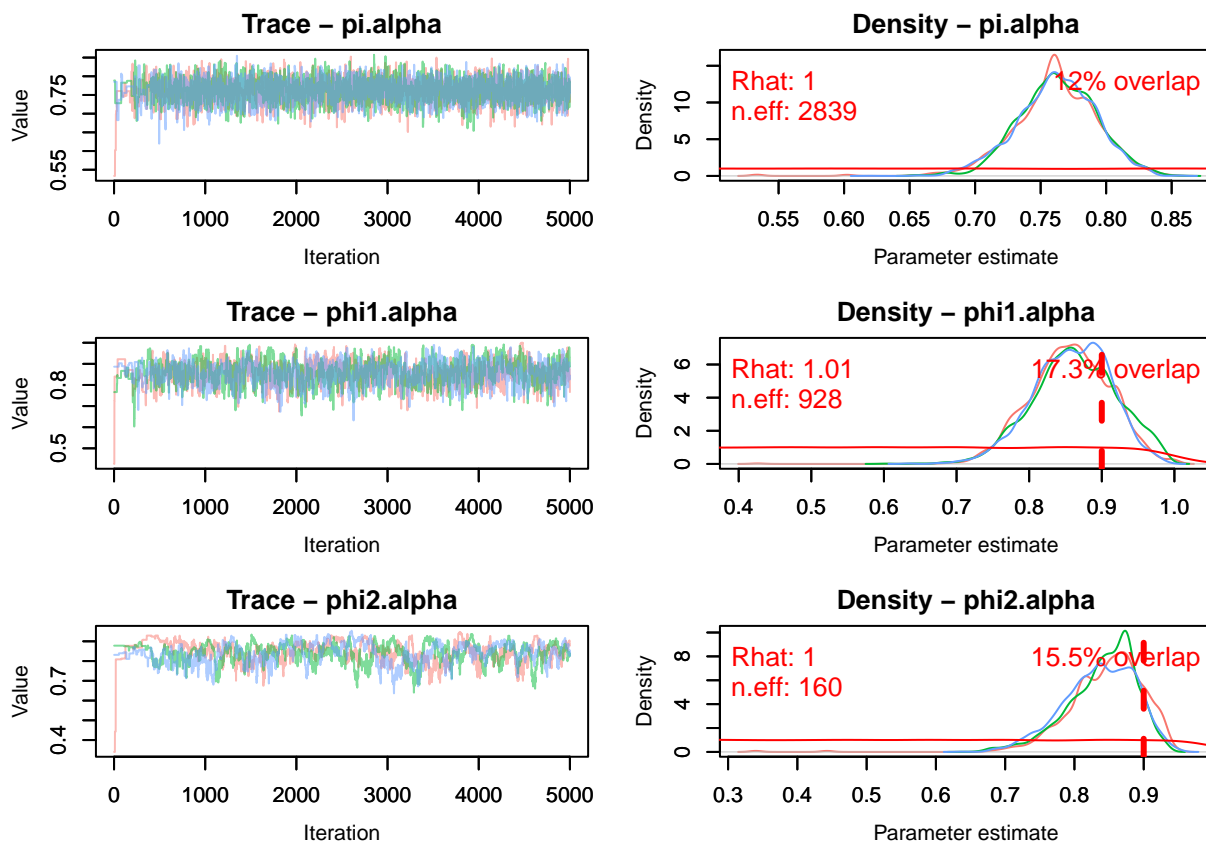 Trace – pi.alpha
Value
0.55
0.75
0
1000
2000
3000
4000
5000
Iteration
Density – pi.alpha
Rhat: 1
12% overlap
n.eff: 2839
Density
0
5
10
0.55
0.60
0.65
0.70
0.75
0.80
0.85
Parameter estimate
Trace – phi1.alpha
Value
0.5
0.8
0
1000
2000
3000
4000
5000
Iteration
Density – phi1.alpha
Rhat: 1.01
17.3% overlap
n.eff: 928
Density
0
2
4
6
0.4
0.5
0.6
0.7
0.8
0.9
1.0
Parameter estimate
Trace – phi2.alpha
Value
0.4
0.7
0
1000
2000
3000
4000
5000
Iteration
Density – phi2.alpha
Rhat: 1
15.5% overlap
n.eff: 160
Density
0
4
8
0.3
0.4
0.5
0.6
0.7
0.8
0.9
Parameter estimate